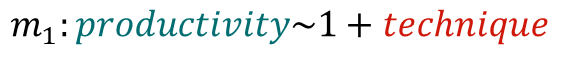 m₁: productivity~1 + technique